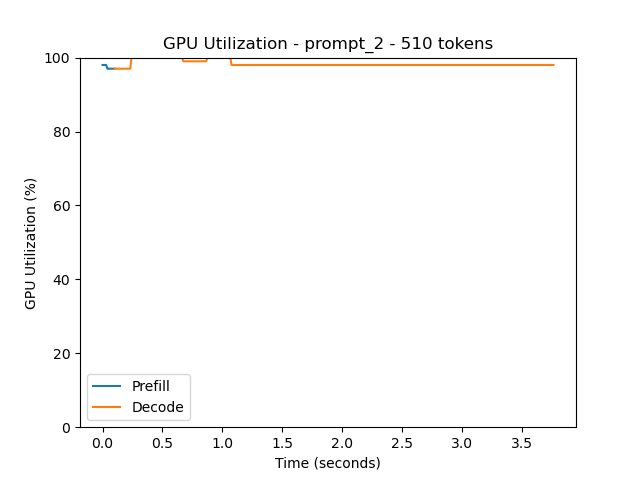 GPU Utilization - prompt_2 - 510 tokens
100
80
60
40
20
0
GPU Utilization (%)
Prefill
Decode
0.0 0.5 1.0 1.5 2.0 2.5 3.0 3.5
Time (seconds)